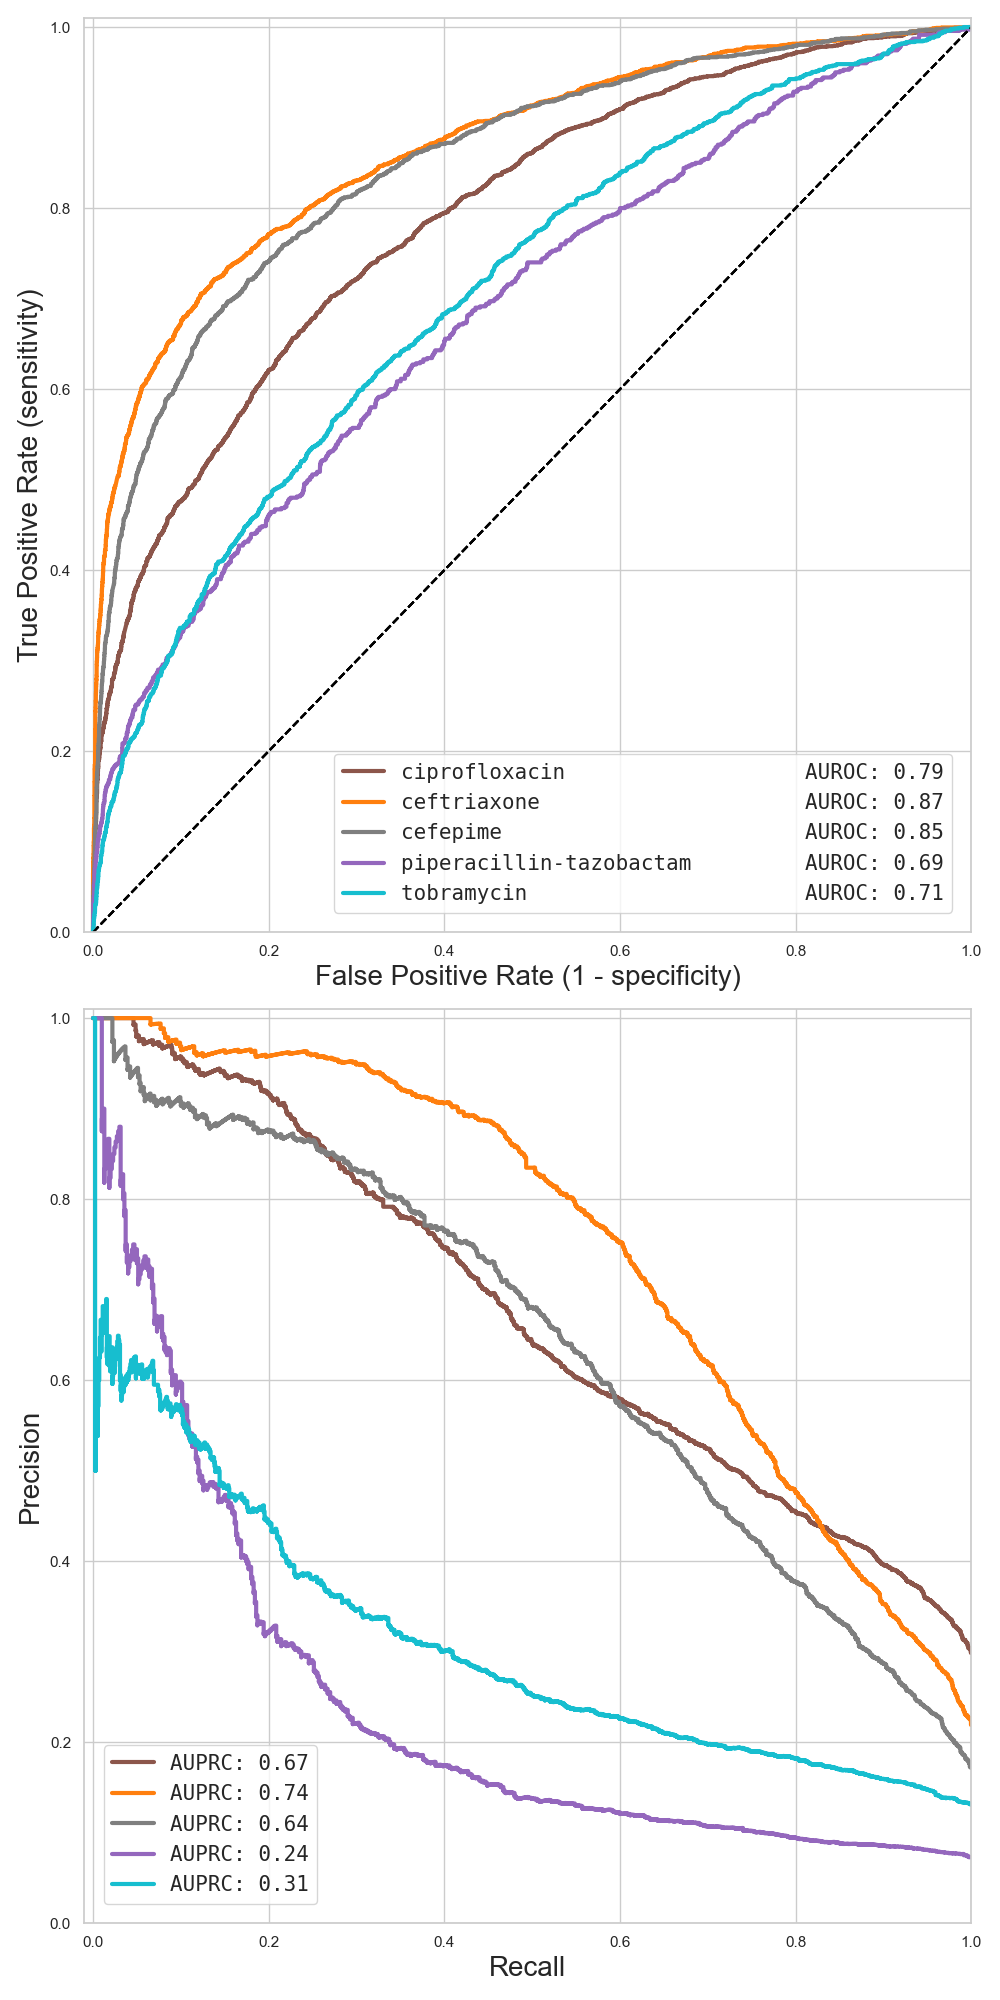 1.0
0.8
0.6
0.4
0.2
0.0
True Positive Rate (sensitivity)
ciprofloxacin AUROC: 0.79
ceftriaxone AUROC: 0.87
cefepime AUROC: 0.85
piperacillin-tazobactam AUROC: 0.69
tobramycin AUROC: 0.71
0.0 0.2 0.4 0.6 0.8 1.0
False Positive Rate (1 - specificity)
1.0
0.8
0.6
0.4
0.2
0.0
Precision
AUPRC: 0.67
AUPRC: 0.74
AUPRC: 0.64
AUPRC: 0.24
AUPRC: 0.31
0.0 0.2 0.4 0.6 0.8 1.0
Recall